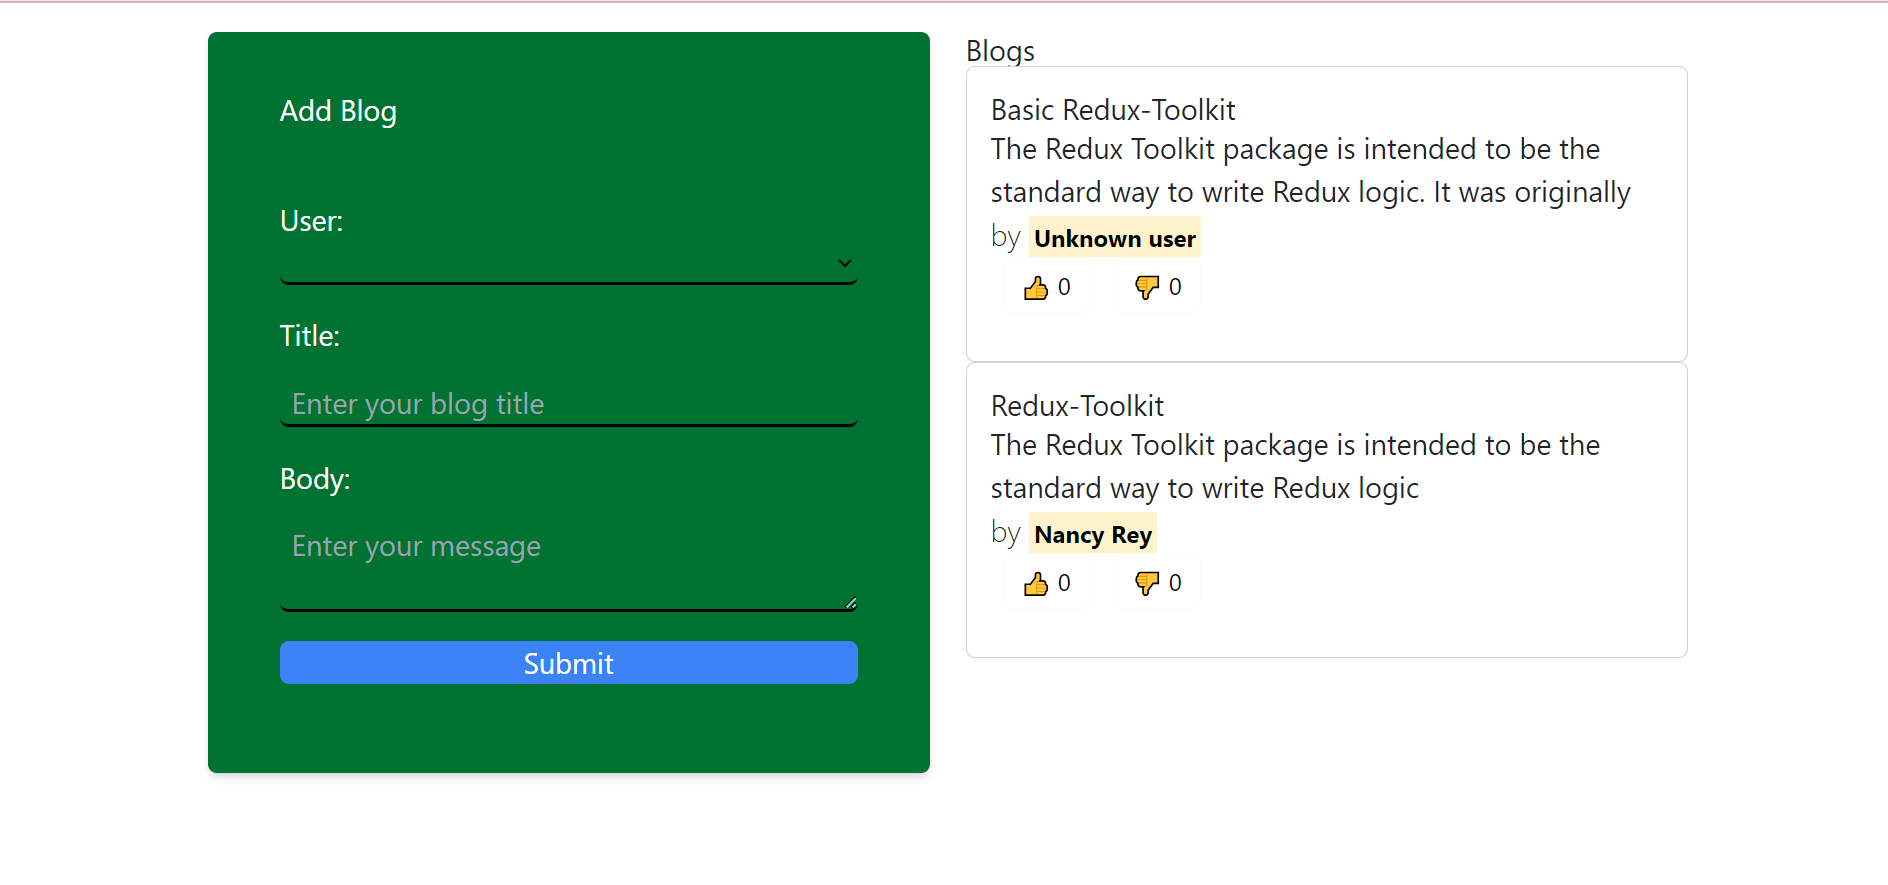 Add Blog
User:
Title:
Enter your blog title
Body:
Enter your message
Submit
Blogs
Basic Redux-Toolkit
The Redux Toolkit package is intended to be the
standard way to write Redux logic. It was originally
by Unknown user
👍 0 👎 0
Redux-Toolkit
The Redux Toolkit package is intended to be the
standard way to write Redux logic
by Nancy Rey
👍 0 👎 0